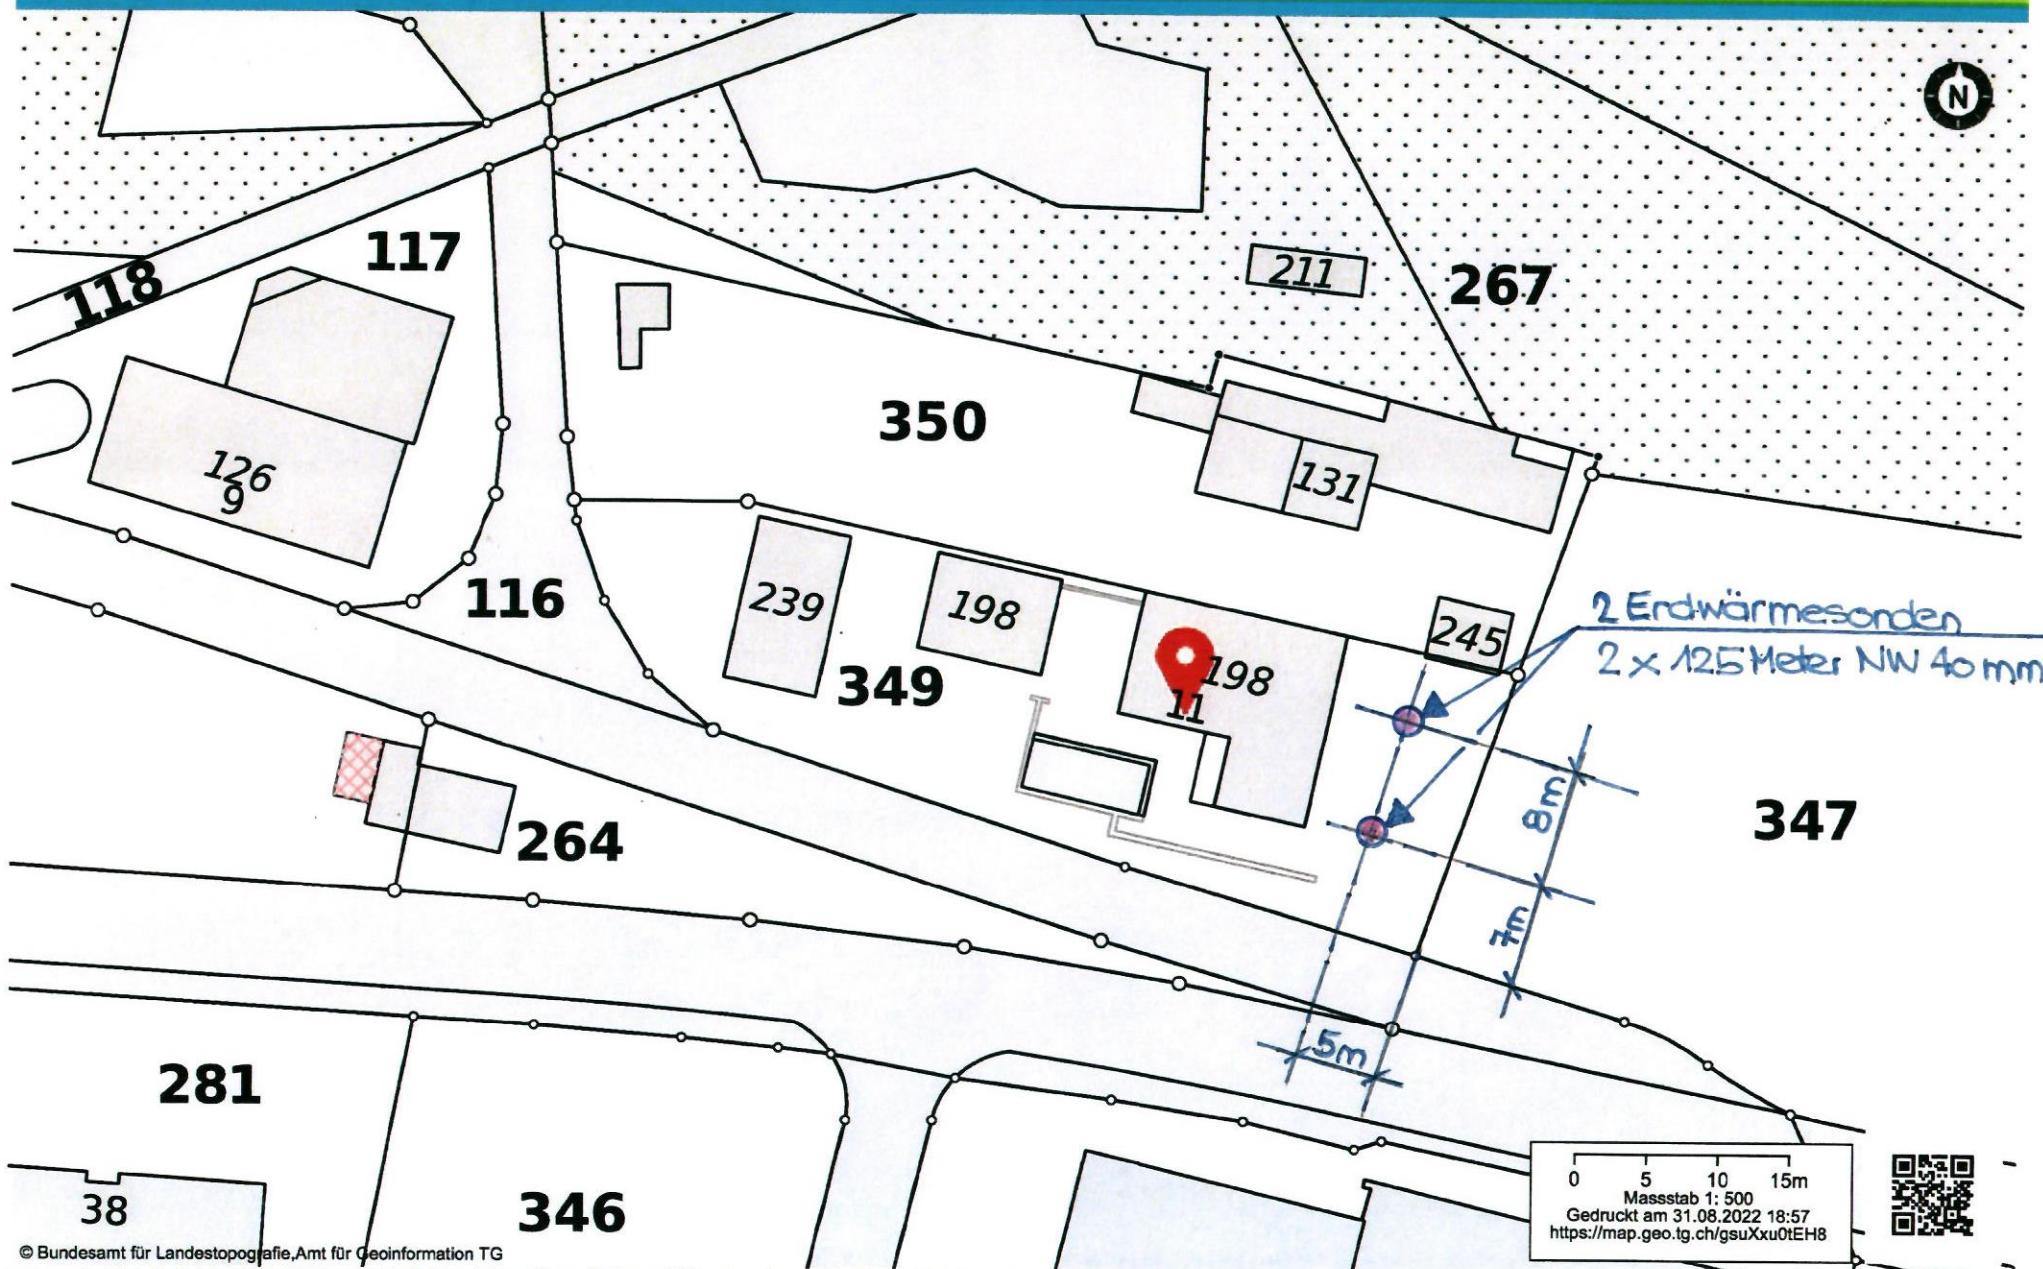 N
117
118
211
267
350
131
126
9
116
239
198
349
198
11
245
2 Erdwärmesonden
2 x 125 Meter NW 40 mm
264
8m
347
7m
5m
281
38
346
0 5 10 15m
Massstab 1: 500
Gedruckt am 31.08.2022 18:57
https://map.geo.tg.ch/gsuXxu0tEH8
© Bundesamt für Landestopografie,Amt für Geoinformation TG